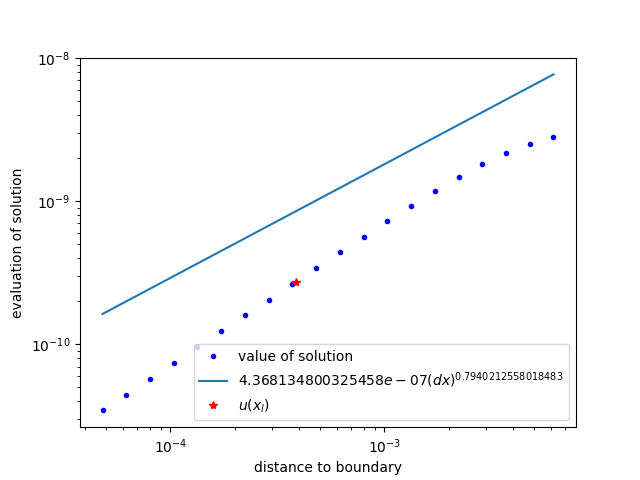 10⁻⁸
10⁻⁹
10⁻¹⁰
evaluation of solution
value of solution
4.368134800325458e − 07(dx)^0.7940212558018483
u(x_l)
10⁻⁴
10⁻³
distance to boundary